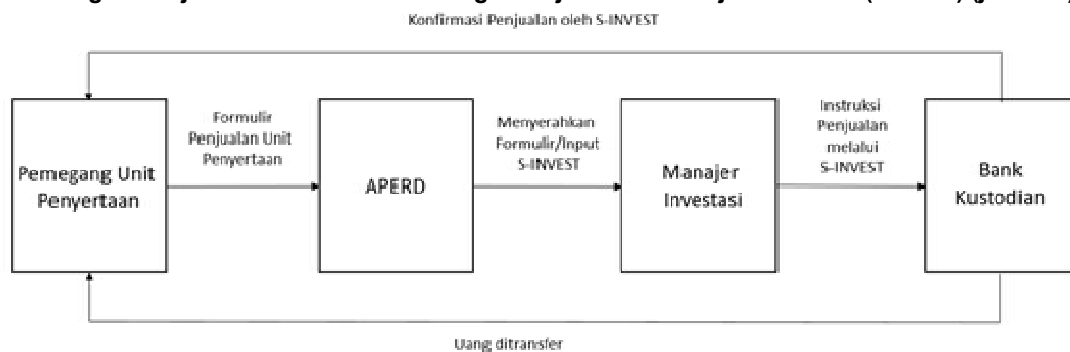 Konfirmasi Penjualan oleh S-INVEST
Pemegang Unit
Penyertaan
Formulir
Penjualan Unit
Penyertaan
APERD
Menyerahkan
Formulir/Input
S-INVEST
Manajer
Investasi
Instruksi
Penjualan
melalui
S-INVEST
Bank
Kustodian
Uang ditransfer